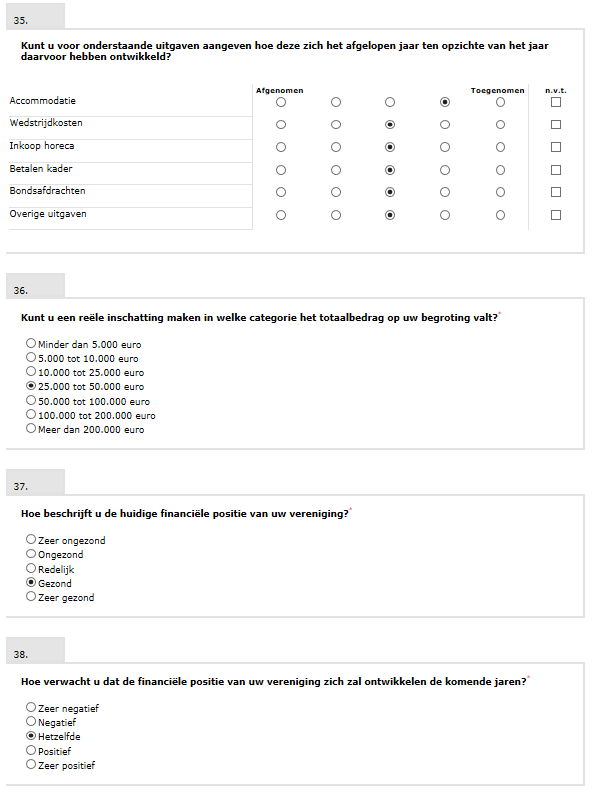 35.
Kunt u voor onderstaande uitgaven aangeven hoe deze zich het afgelopen jaar ten opzichte van het jaar
daarvoor hebben ontwikkeld?
Afgenomen Toegenomen n.v.t.
Accommodatie
Wedstrijdkosten
Inkoop horeca
Betalen kader
Bondsafdrachten
Overige uitgaven
36.
Kunt u een reële inschatting maken in welke categorie het totaalbedrag op uw begroting valt?*
Minder dan 5.000 euro
5.000 tot 10.000 euro
10.000 tot 25.000 euro
25.000 tot 50.000 euro
50.000 tot 100.000 euro
100.000 tot 200.000 euro
Meer dan 200.000 euro
37.
Hoe beschrijft u de huidige financiële positie van uw vereniging?*
Zeer ongezond
Ongezond
Redelijk
Gezond
Zeer gezond
38.
Hoe verwacht u dat de financiële positie van uw vereniging zich zal ontwikkelen de komende jaren?*
Zeer negatief
Negatief
Hetzelfde
Positief
Zeer positief